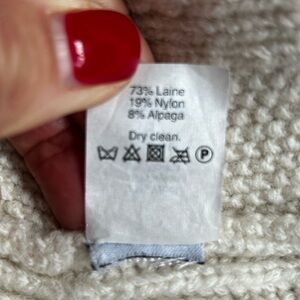 73% Laine
19% Nylon
8% Alpaga
Dry clean.
P